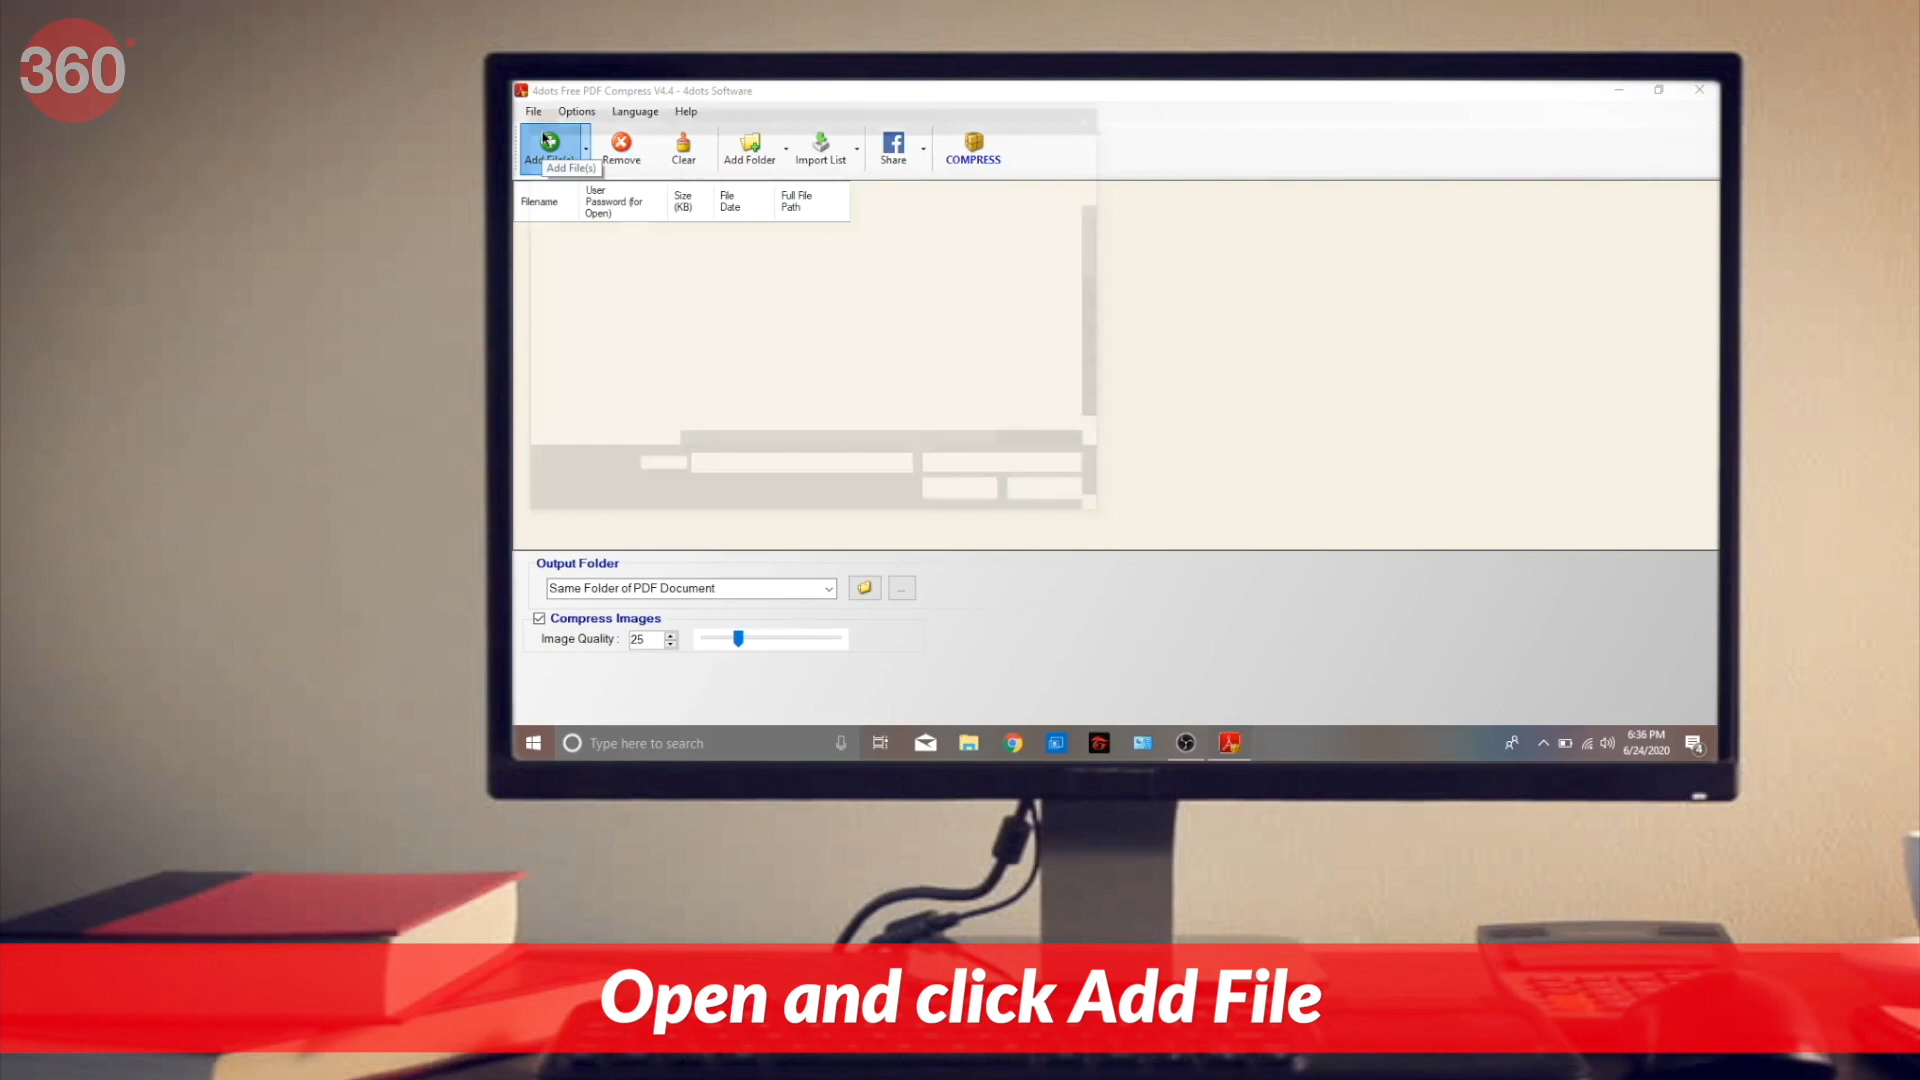 360
4dots Free PDF Compress V4.4 - 4dots Software
File Options Language Help
Add File(s) Remove Clear Add Folder Import List Share COMPRESS
Add File(s)
Filename
User Password (for Open)
Size (KB)
File Date
Full File Path
Output Folder
Same Folder of PDF Document
...
Compress Images
Image Quality : 25
Type here to search
6:36 PM
6/24/2020
4
Open and click Add File